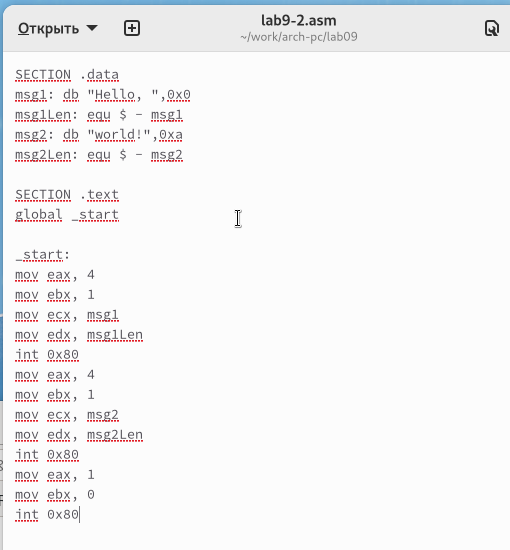 Открыть
lab9-2.asm
~/work/arch-pc/lab09
SECTION .data
msg1: db "Hello, ",0x0
msg1Len: equ $ - msg1
msg2: db "world!",0xa
msg2Len: equ $ - msg2
SECTION .text
global _start
_start:
mov eax, 4
mov ebx, 1
mov ecx, msg1
mov edx, msg1Len
int 0x80
mov eax, 4
mov ebx, 1
mov ecx, msg2
mov edx, msg2Len
int 0x80
mov eax, 1
mov ebx, 0
int 0x80